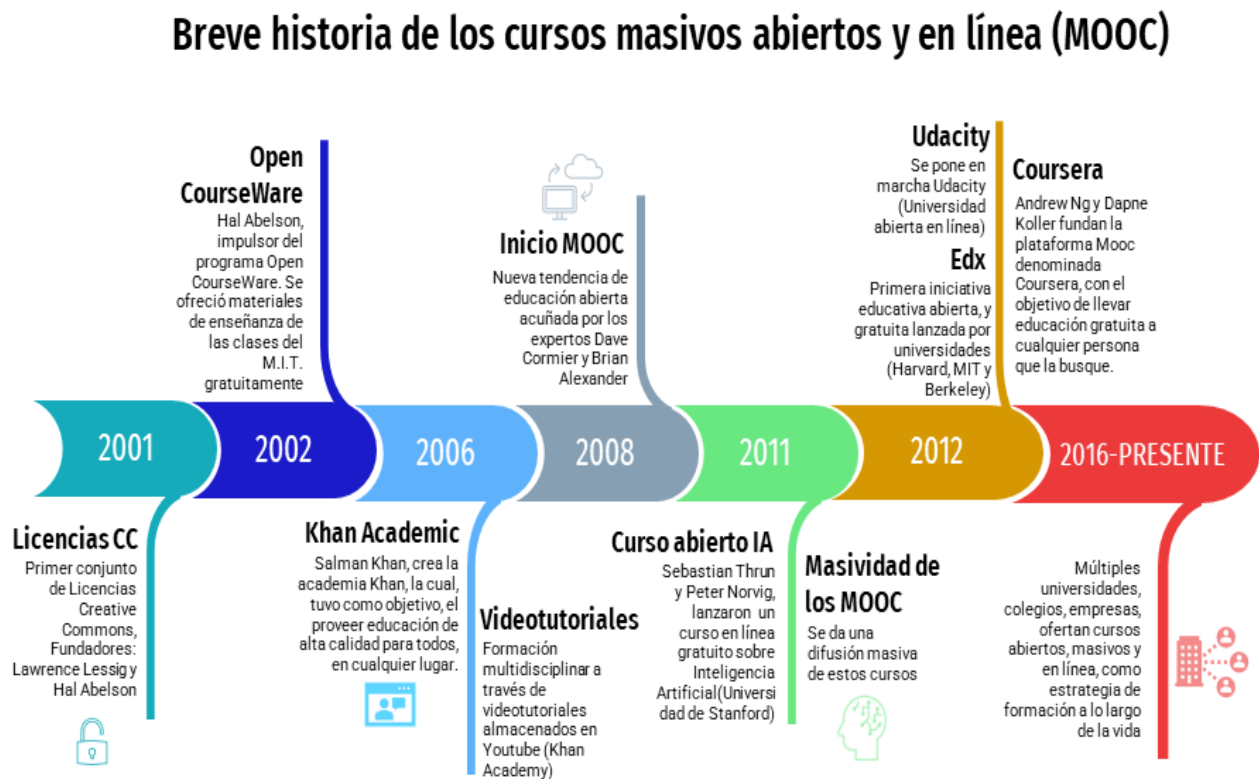 Breve historia de los cursos masivos abiertos y en línea (MOOC)
Open
CourseWare
Hal Abelson,
impulsor del
programa Open
CourseWare. Se
ofreció materiales
de enseñanza de
las clases del
M.I.T.
gratuitamente
Inicio MOOC
Nueva tendencia de
educación abierta
acuñada por los
expertos Dave
Cormier y Brian
Alexander
Udacity
Se pone en
marcha Udacity
(Universidad
abierta en línea)
Edx
Primera iniciativa
educativa abierta, y
gratuita lanzada por
universidades
(Harvard, MIT y
Berkeley)
Coursera
Andrew Ng y Dapne
Koller fundan la
plataforma Mooc
denominada
Coursera, con el
objetivo de llevar
educación gratuita a
cualquier persona
que la busque.
2001
2002
2006
2008
2011
2012
2016-PRESENTE
Licencias CC
Primer conjunto
de Licencias
Creative
Commons,
Fundadores:
Lawrence Lessig y
Hal Abelson
Khan Academic
Salman Khan, crea la
academia Khan, la cual,
tuvo como objetivo, el
proveer educación de
alta calidad para todos,
en cualquier lugar.
Videotutoriales
Formación
multidisciplinar a
través de
videotutoriales
almacenados en
Youtube (Khan
Academy)
Curso abierto IA
Sebastian Thrun
y Peter Norvig,
lanzaron un
curso en línea
gratuito sobre
Inteligencia
Artificial(Universi
dad de Stanford)
Masividad de
los MOOC
Se da una
difusión masiva
de estos cursos
Múltiples
universidades,
colegios, empresas,
ofertan cursos
abiertos, masivos y
en línea, como
estrategia de
formación a lo largo
de la vida